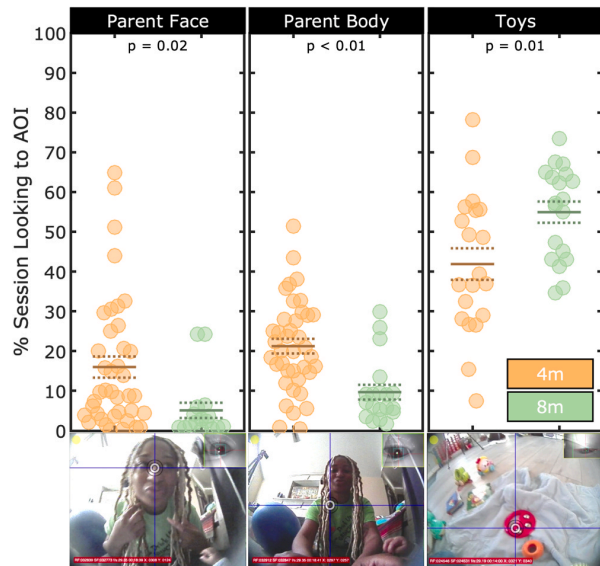 Parent Face
Parent Body
Toys
p = 0.02
p < 0.01
p = 0.01
% Session Looking to AOI
100
90
80
70
60
50
40
30
20
10
0
4m
8m